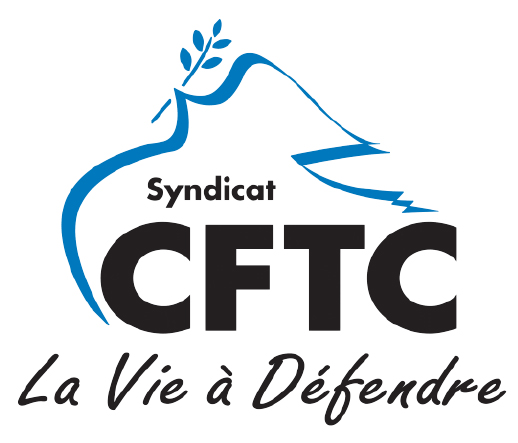 Syndicat
CFTC
La Vie à Défendre